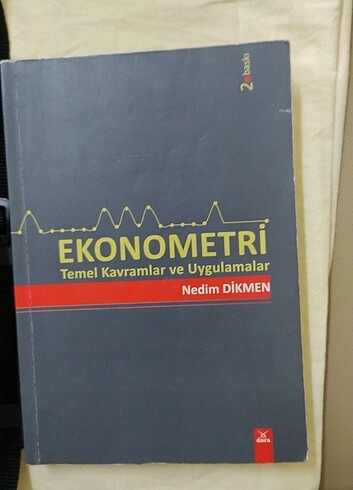 2. baskı
EKONOMETRİ
Temel Kavramlar ve Uygulamalar
Nedim DİKMEN
dora